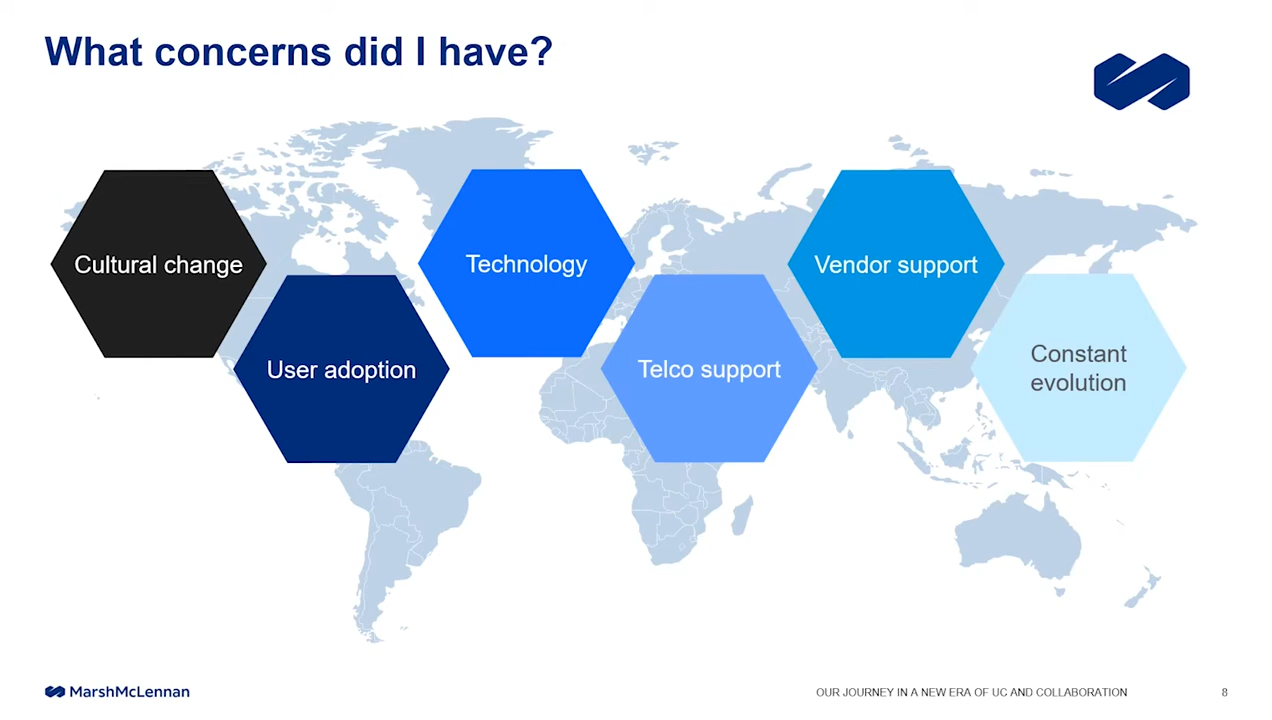 What concerns did I have?
Cultural change
User adoption
Technology
Telco support
Vendor support
Constant
evolution
MarshMcLennan
OUR JOURNEY IN A NEW ERA OF UC AND COLLABORATION
8